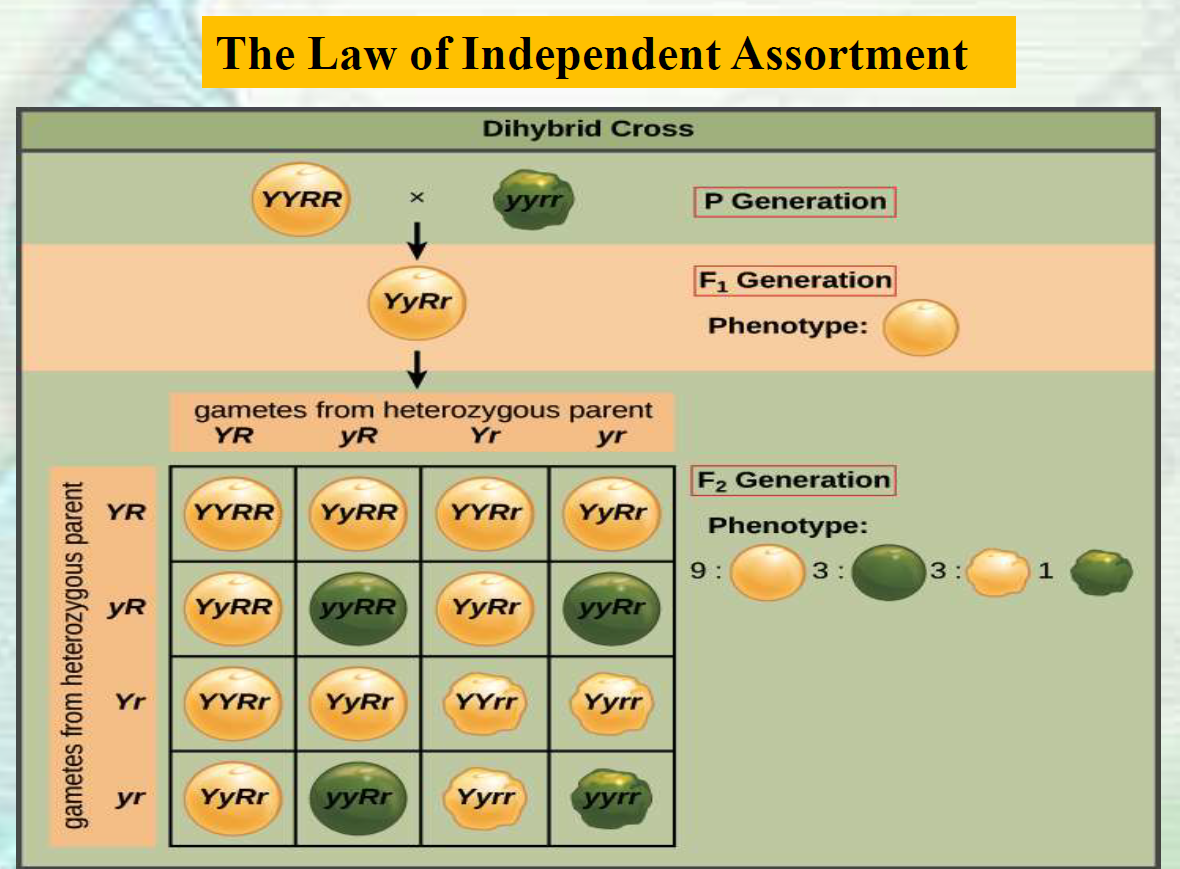 The Law of Independent Assortment
Dihybrid Cross
YYRR × yyrr
P Generation
YyRr
F₁ Generation
Phenotype:
gametes from heterozygous parent
YR yR Yr yr
gametes from heterozygous parent
YR YYRR YyRR YYRr YyRr
yR YyRR yyRR YyRr yyRr
Yr YYRr YyRr YYrr Yyrr
yr YyRr yyRr Yyrr yyrr
F₂ Generation
Phenotype:
9 : 3 : 3 : 1